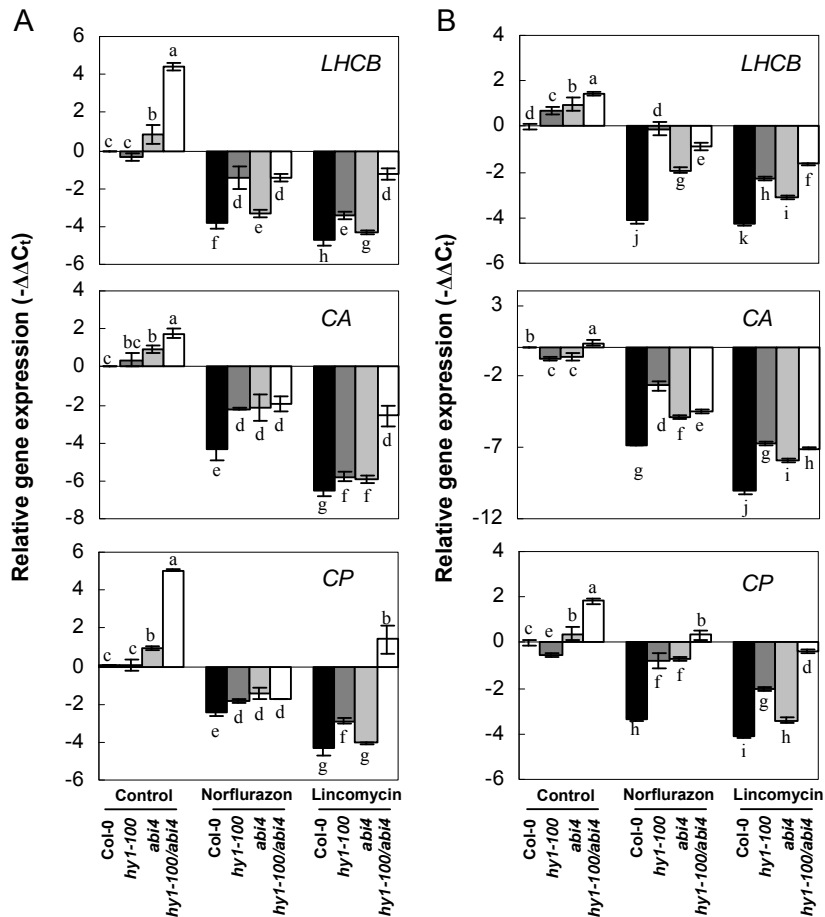 A
Relative gene expression (-ΔΔCt)
6
4
2
0
-2
-4
-6
LHCB
c c b a
f d e d
h e g d
4
2
0
-2
-4
-6
-8
CA
c bc b a
e d d d
g f f d
6
4
2
0
-2
-4
-6
CP
c c b a
e d d d
g f g b
Control Norflurazon Lincomycin
Col-0 hy1-100 abi4 hy1-100/abi4 Col-0 hy1-100 abi4 hy1-100/abi4 Col-0 hy1-100 abi4 hy1-100/abi4
B
Relative gene expression (-ΔΔCt)
4
2
0
-2
-4
-6
LHCB
d c b a
j d g e
k h i f
3
-2
-7
-12
CA
b c c a
g d f e
j g i h
4
2
0
-2
-4
-6
CP
c e b a
h f f b
i g h d
Control Norflurazon Lincomycin
Col-0 hy1-100 abi4 hy1-100/abi4 Col-0 hy1-100 abi4 hy1-100/abi4 Col-0 hy1-100 abi4 hy1-100/abi4